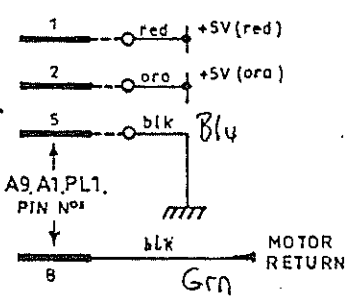 1 red +5V (red)
2 ora +5V (ora)
5 blk Blu
A9, A1, PL1,
PIN Nos
blk MOTOR
RETURN
8 Grn